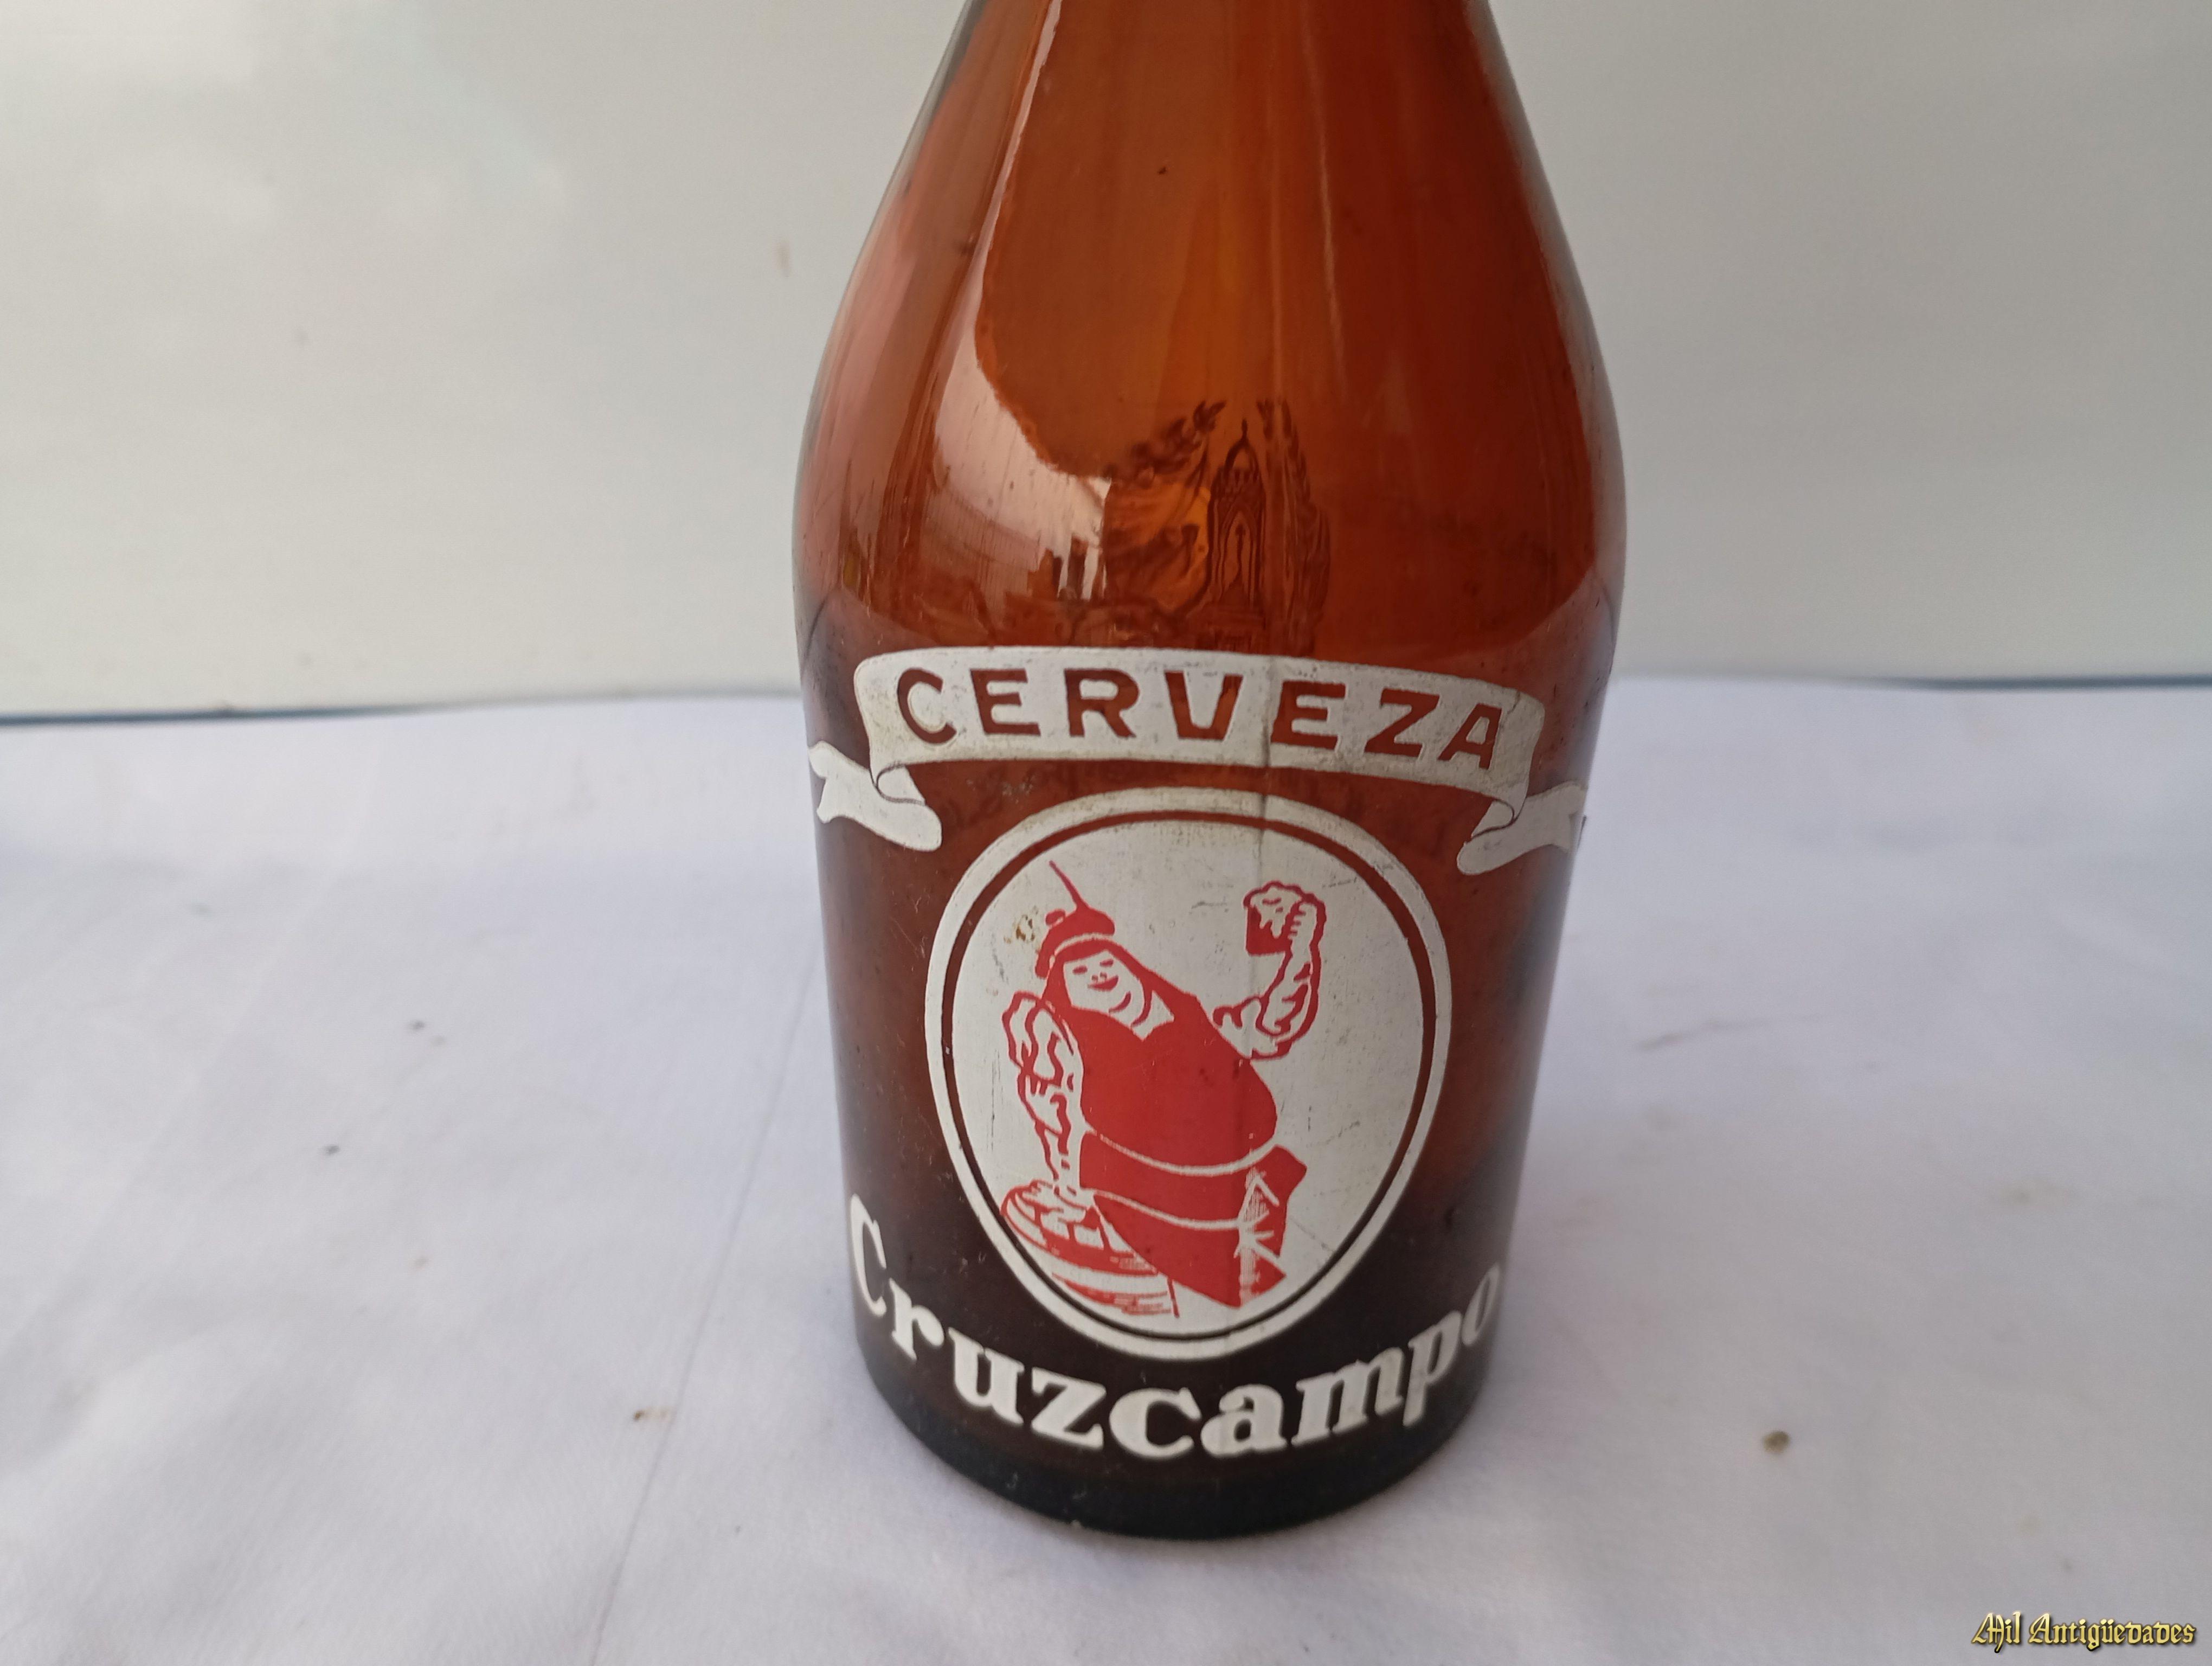 CERVEZA
Cruzcampo
Mil Antigüedades